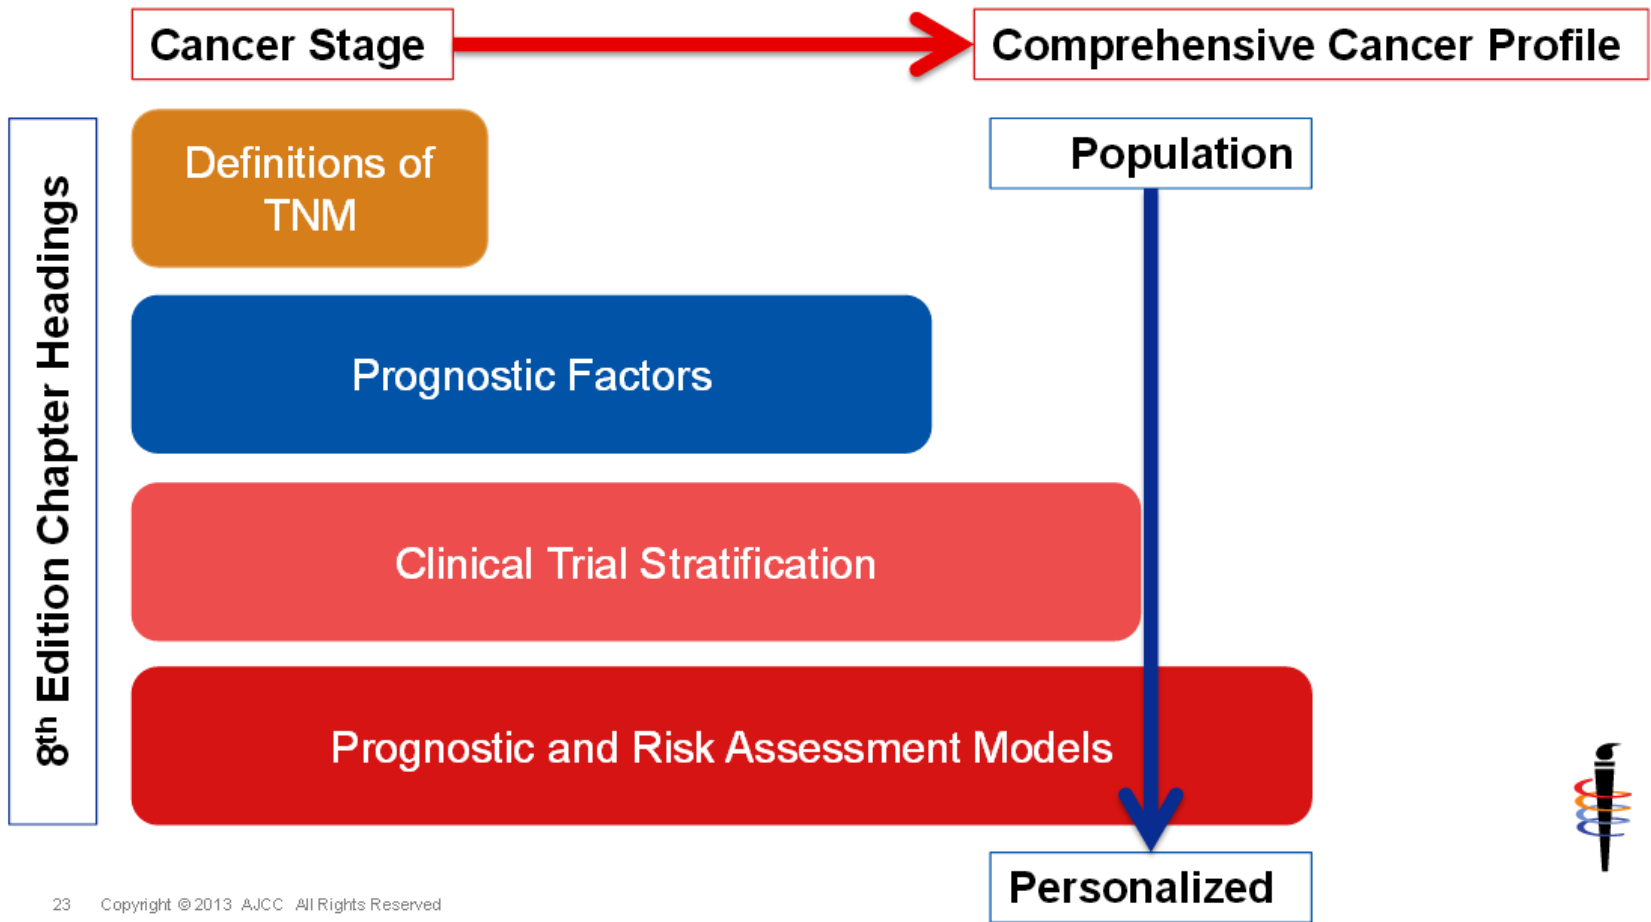 Cancer Stage
Comprehensive Cancer Profile
8th Edition Chapter Headings
Definitions of
TNM
Population
Prognostic Factors
Clinical Trial Stratification
Prognostic and Risk Assessment Models
Personalized
23 Copyright © 2013 AJCC All Rights Reserved